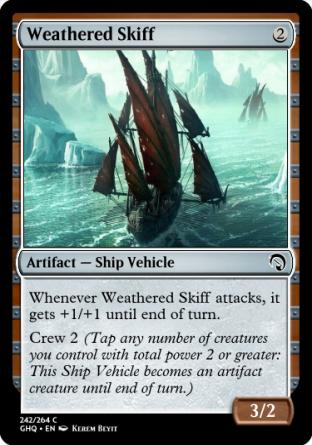 Weathered Skiff 2
Artifact — Ship Vehicle
Whenever Weathered Skiff attacks, it
gets +1/+1 until end of turn.
Crew 2 (Tap any number of creatures
you control with total power 2 or greater:
This Ship Vehicle becomes an artifact
creature until end of turn.)
3/2
242/264 C
GHQ • EN Kerem Beyit